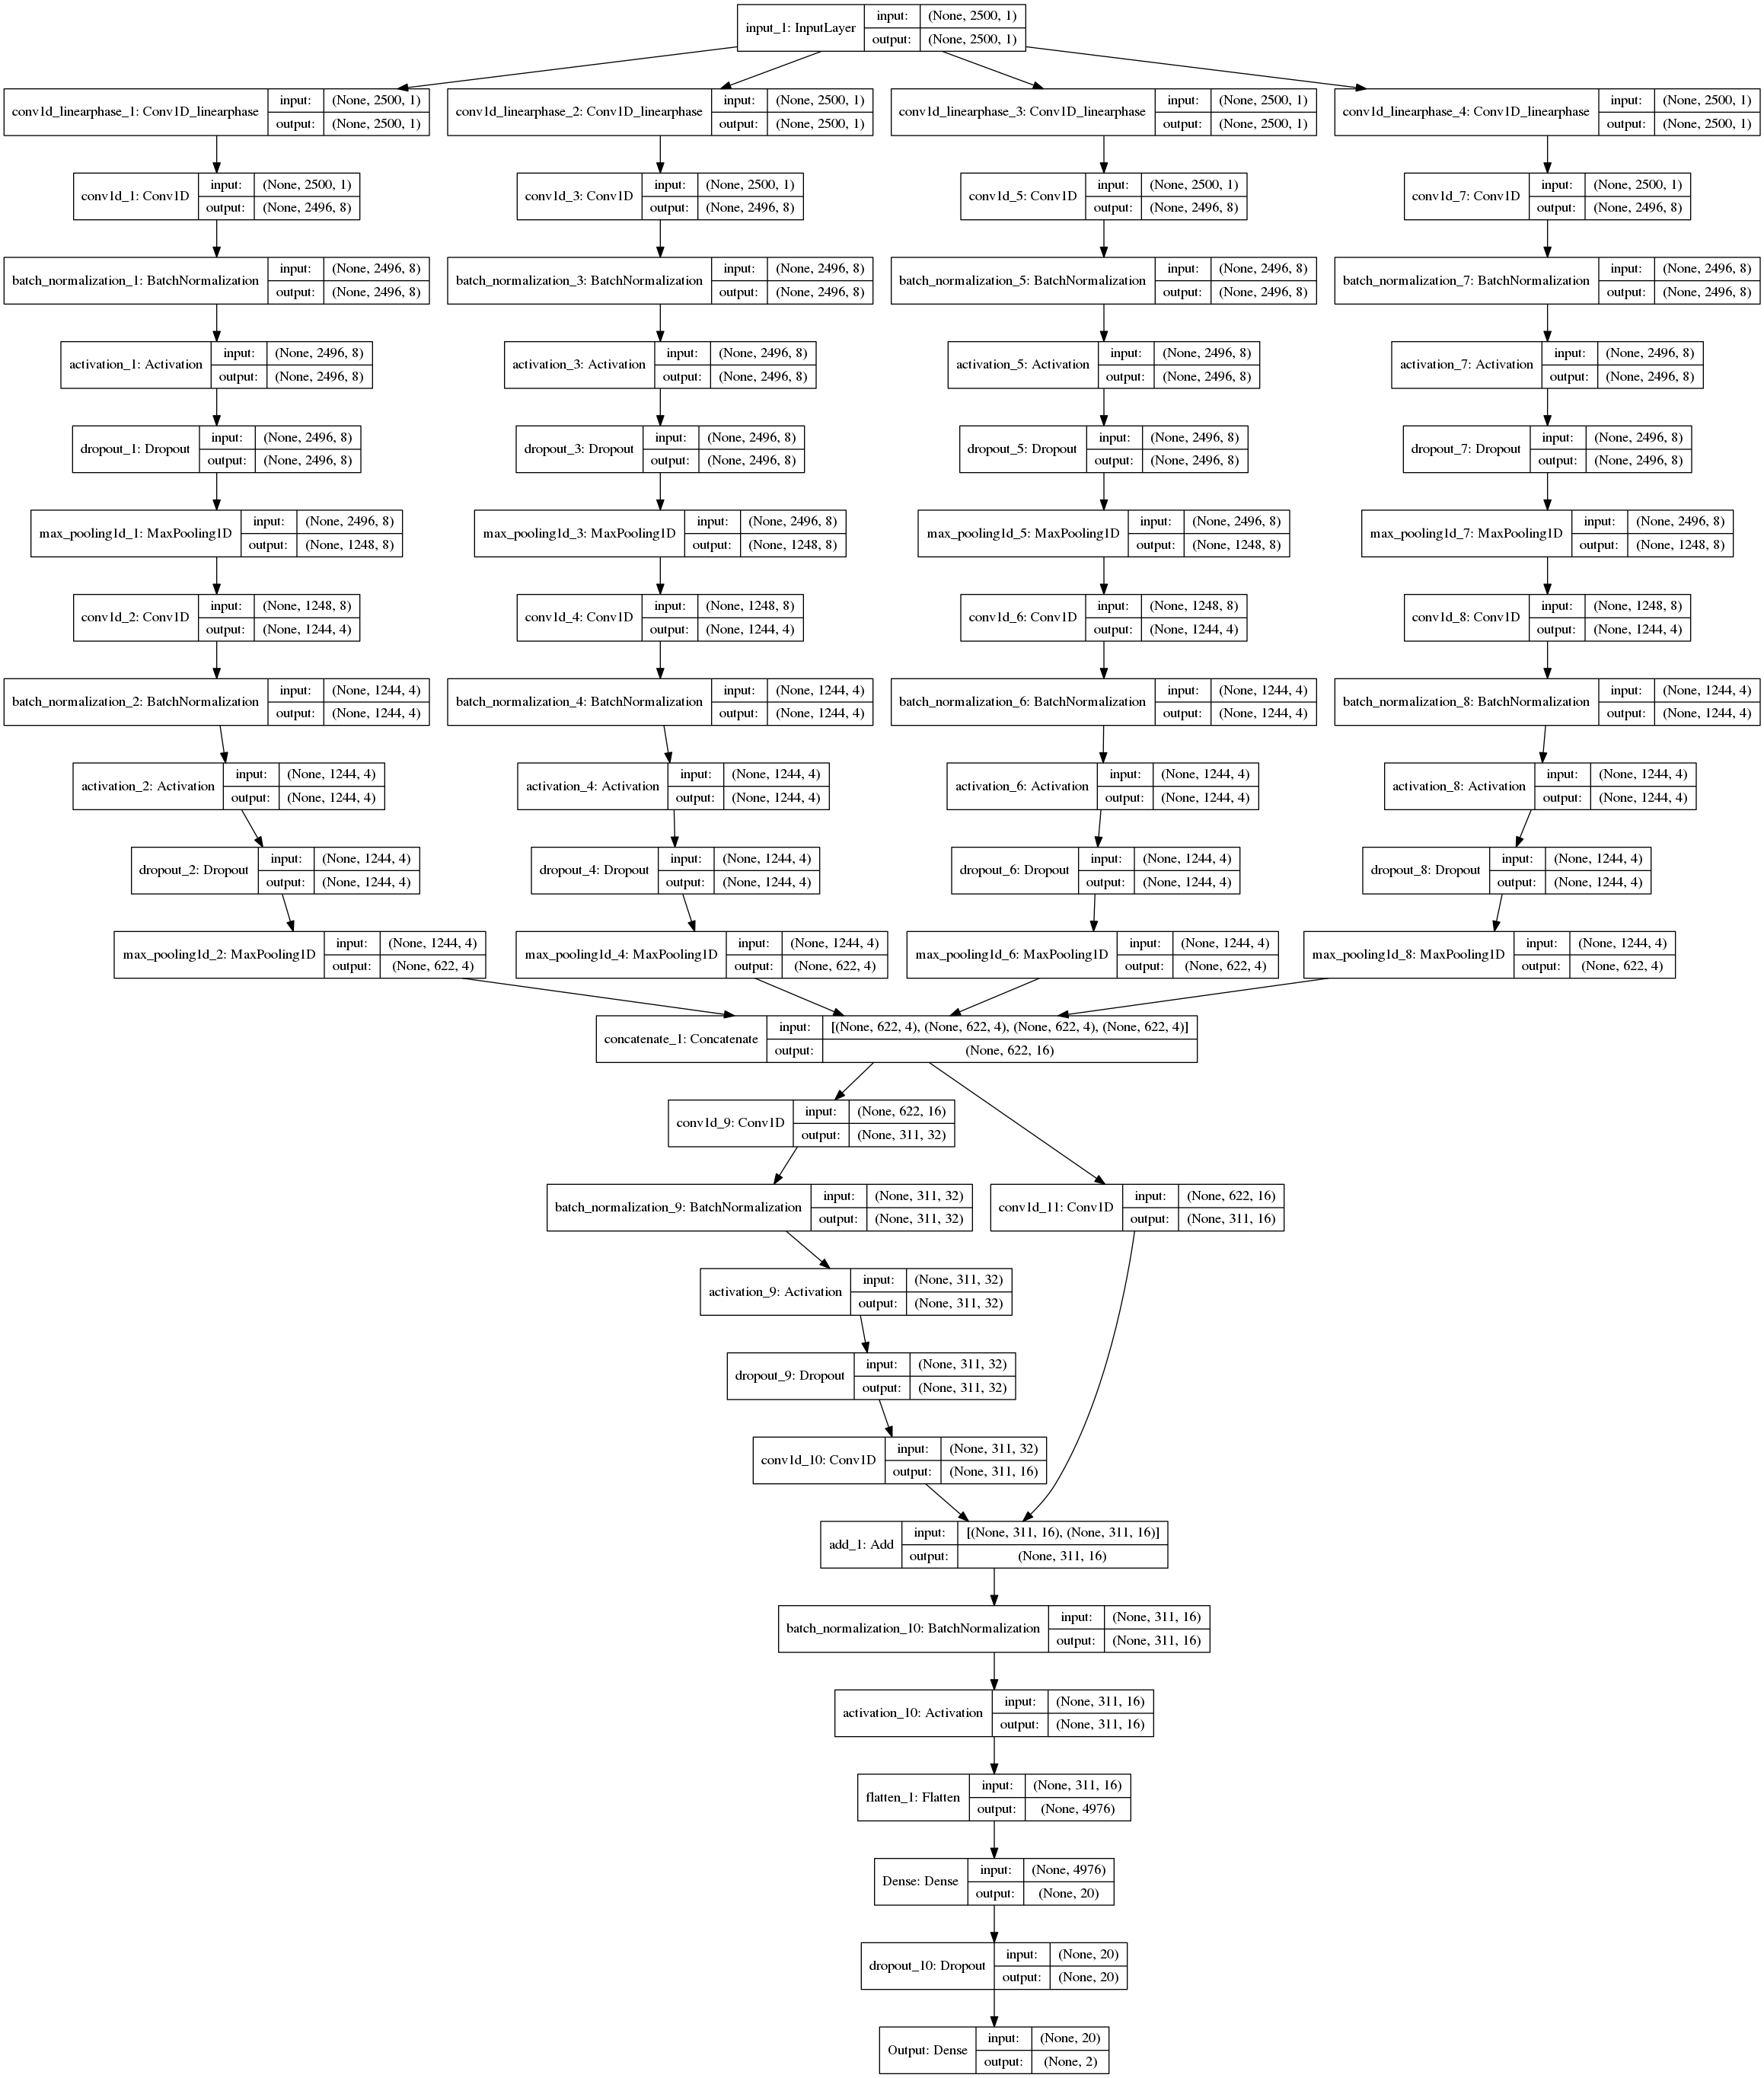 input_1: InputLayer input: (None, 2500, 1)
output: (None, 2500, 1)
conv1d_linearphase_1: Conv1D_linearphase input: (None, 2500, 1)
output: (None, 2500, 1)
conv1d_linearphase_2: Conv1D_linearphase input: (None, 2500, 1)
output: (None, 2500, 1)
conv1d_linearphase_3: Conv1D_linearphase input: (None, 2500, 1)
output: (None, 2500, 1)
conv1d_linearphase_4: Conv1D_linearphase input: (None, 2500, 1)
output: (None, 2500, 1)
conv1d_1: Conv1D input: (None, 2500, 1)
output: (None, 2496, 8)
conv1d_3: Conv1D input: (None, 2500, 1)
output: (None, 2496, 8)
conv1d_5: Conv1D input: (None, 2500, 1)
output: (None, 2496, 8)
conv1d_7: Conv1D input: (None, 2500, 1)
output: (None, 2496, 8)
batch_normalization_1: BatchNormalization input: (None, 2496, 8)
output: (None, 2496, 8)
batch_normalization_3: BatchNormalization input: (None, 2496, 8)
output: (None, 2496, 8)
batch_normalization_5: BatchNormalization input: (None, 2496, 8)
output: (None, 2496, 8)
batch_normalization_7: BatchNormalization input: (None, 2496, 8)
output: (None, 2496, 8)
activation_1: Activation input: (None, 2496, 8)
output: (None, 2496, 8)
activation_3: Activation input: (None, 2496, 8)
output: (None, 2496, 8)
activation_5: Activation input: (None, 2496, 8)
output: (None, 2496, 8)
activation_7: Activation input: (None, 2496, 8)
output: (None, 2496, 8)
dropout_1: Dropout input: (None, 2496, 8)
output: (None, 2496, 8)
dropout_3: Dropout input: (None, 2496, 8)
output: (None, 2496, 8)
dropout_5: Dropout input: (None, 2496, 8)
output: (None, 2496, 8)
dropout_7: Dropout input: (None, 2496, 8)
output: (None, 2496, 8)
max_pooling1d_1: MaxPooling1D input: (None, 2496, 8)
output: (None, 1248, 8)
max_pooling1d_3: MaxPooling1D input: (None, 2496, 8)
output: (None, 1248, 8)
max_pooling1d_5: MaxPooling1D input: (None, 2496, 8)
output: (None, 1248, 8)
max_pooling1d_7: MaxPooling1D input: (None, 2496, 8)
output: (None, 1248, 8)
conv1d_2: Conv1D input: (None, 1248, 8)
output: (None, 1244, 4)
conv1d_4: Conv1D input: (None, 1248, 8)
output: (None, 1244, 4)
conv1d_6: Conv1D input: (None, 1248, 8)
output: (None, 1244, 4)
conv1d_8: Conv1D input: (None, 1248, 8)
output: (None, 1244, 4)
batch_normalization_2: BatchNormalization input: (None, 1244, 4)
output: (None, 1244, 4)
batch_normalization_4: BatchNormalization input: (None, 1244, 4)
output: (None, 1244, 4)
batch_normalization_6: BatchNormalization input: (None, 1244, 4)
output: (None, 1244, 4)
batch_normalization_8: BatchNormalization input: (None, 1244, 4)
output: (None, 1244, 4)
activation_2: Activation input: (None, 1244, 4)
output: (None, 1244, 4)
activation_4: Activation input: (None, 1244, 4)
output: (None, 1244, 4)
activation_6: Activation input: (None, 1244, 4)
output: (None, 1244, 4)
activation_8: Activation input: (None, 1244, 4)
output: (None, 1244, 4)
dropout_2: Dropout input: (None, 1244, 4)
output: (None, 1244, 4)
dropout_4: Dropout input: (None, 1244, 4)
output: (None, 1244, 4)
dropout_6: Dropout input: (None, 1244, 4)
output: (None, 1244, 4)
dropout_8: Dropout input: (None, 1244, 4)
output: (None, 1244, 4)
max_pooling1d_2: MaxPooling1D input: (None, 1244, 4)
output: (None, 622, 4)
max_pooling1d_4: MaxPooling1D input: (None, 1244, 4)
output: (None, 622, 4)
max_pooling1d_6: MaxPooling1D input: (None, 1244, 4)
output: (None, 622, 4)
max_pooling1d_8: MaxPooling1D input: (None, 1244, 4)
output: (None, 622, 4)
concatenate_1: Concatenate input: [(None, 622, 4), (None, 622, 4), (None, 622, 4), (None, 622, 4)]
output: (None, 622, 16)
conv1d_9: Conv1D input: (None, 622, 16)
output: (None, 311, 32)
batch_normalization_9: BatchNormalization input: (None, 311, 32)
output: (None, 311, 32)
conv1d_11: Conv1D input: (None, 622, 16)
output: (None, 311, 16)
activation_9: Activation input: (None, 311, 32)
output: (None, 311, 32)
dropout_9: Dropout input: (None, 311, 32)
output: (None, 311, 32)
conv1d_10: Conv1D input: (None, 311, 32)
output: (None, 311, 16)
add_1: Add input: [(None, 311, 16), (None, 311, 16)]
output: (None, 311, 16)
batch_normalization_10: BatchNormalization input: (None, 311, 16)
output: (None, 311, 16)
activation_10: Activation input: (None, 311, 16)
output: (None, 311, 16)
flatten_1: Flatten input: (None, 311, 16)
output: (None, 4976)
Dense: Dense input: (None, 4976)
output: (None, 20)
dropout_10: Dropout input: (None, 20)
output: (None, 20)
Output: Dense input: (None, 20)
output: (None, 2)